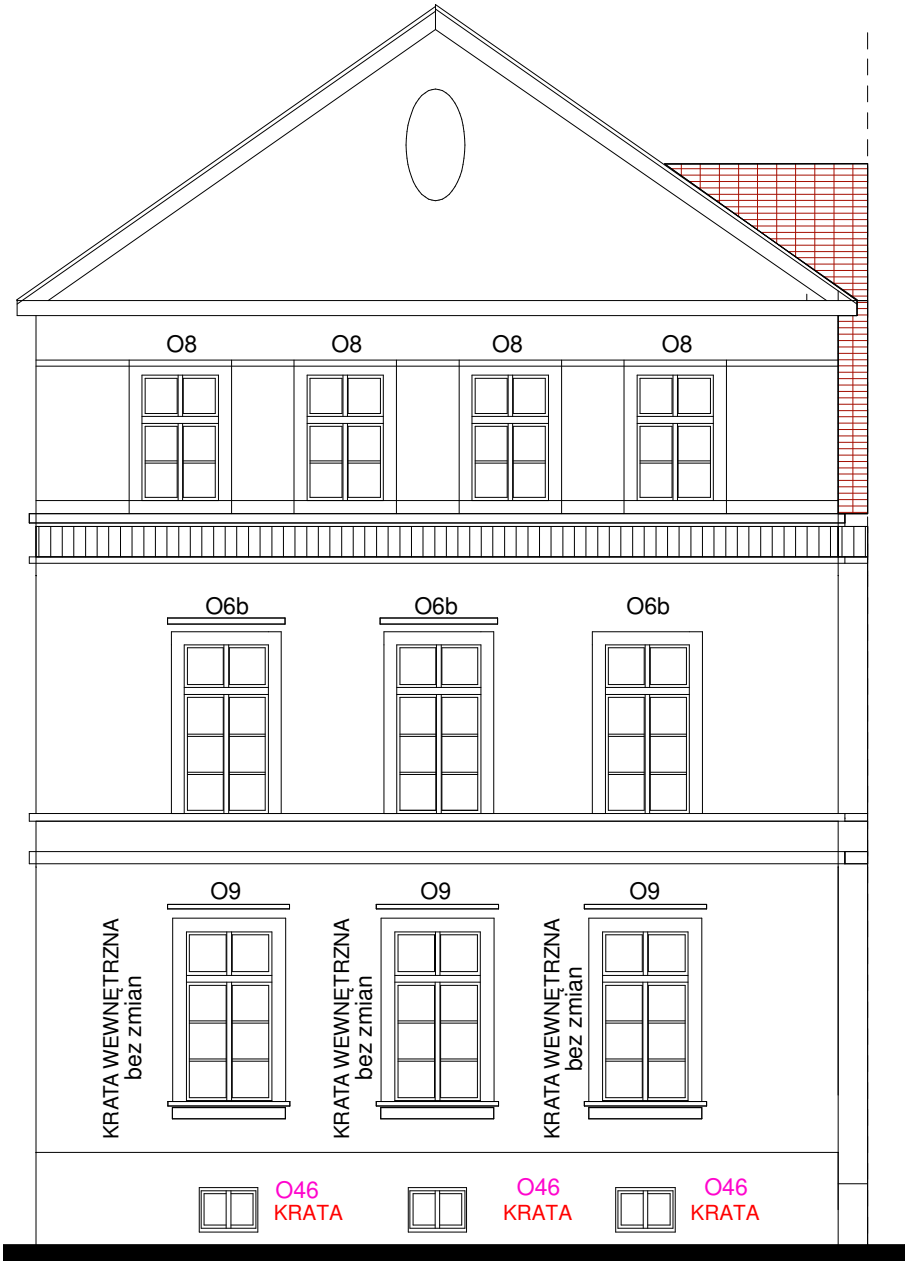 O8 O8 O8 O8
O6b O6b O6b
O9 O9 O9
KRATA WEWNĘTRZNA
bez zmian
KRATA WEWNĘTRZNA
bez zmian
KRATA WEWNĘTRZNA
bez zmian
O46
KRATA
O46
KRATA
O46
KRATA